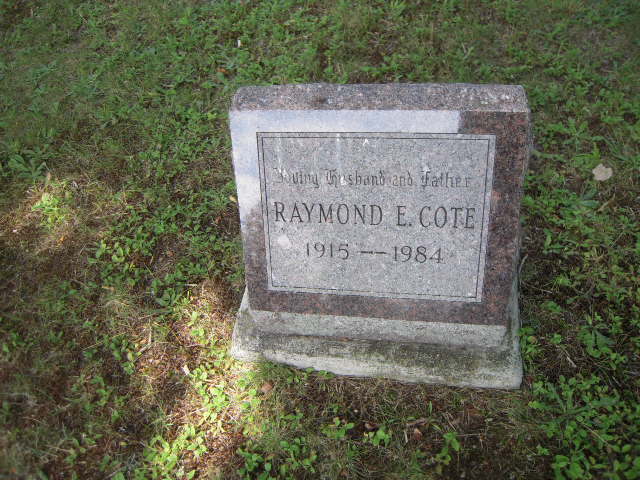 Loving Husband and Father
RAYMOND E. COTE
1915 — 1984